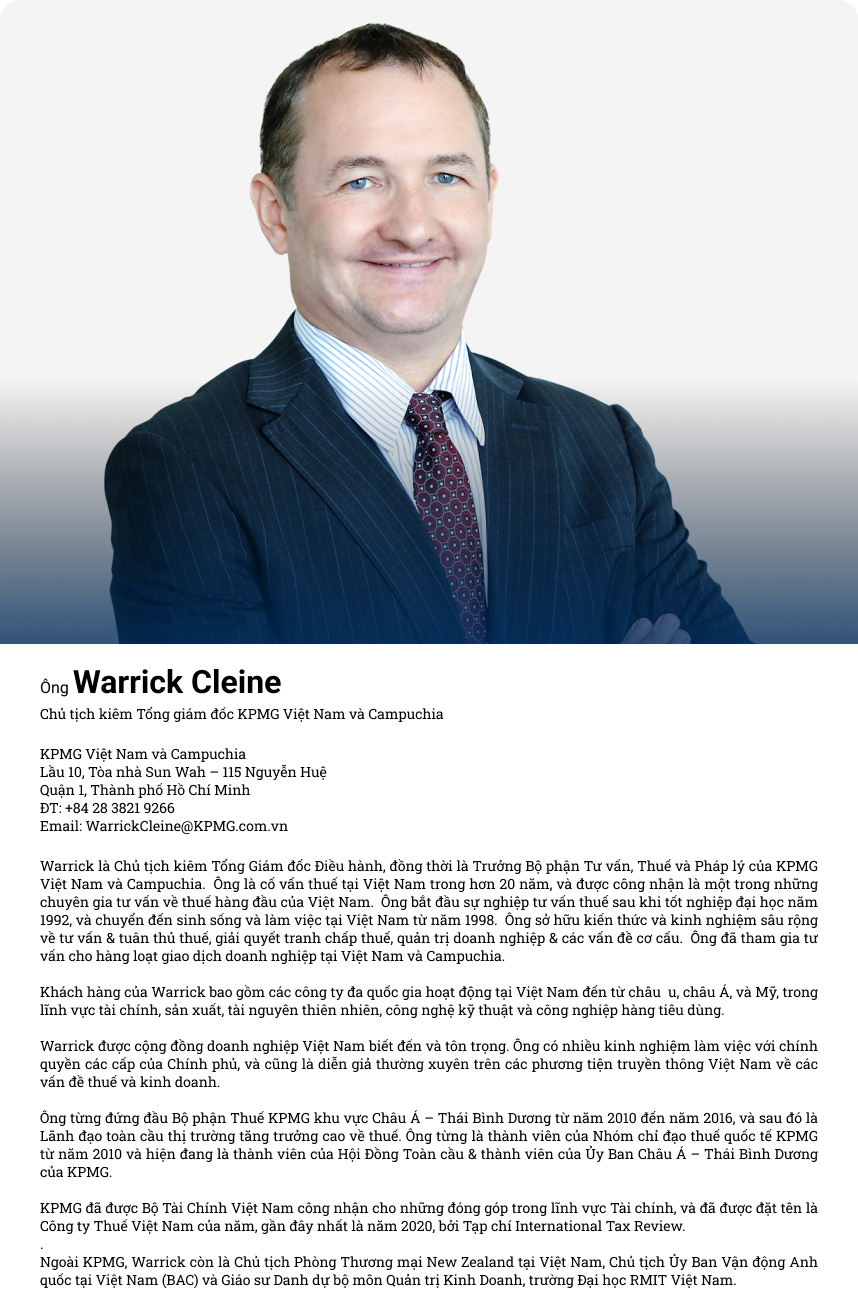 Ông Warrick Cleine
Chủ tịch kiêm Tổng giám đốc KPMG Việt Nam và Campuchia
KPMG Việt Nam và Campuchia
Lầu 10, Tòa nhà Sun Wah – 115 Nguyễn Huệ
Quận 1, Thành phố Hồ Chí Minh
ĐT: +84 28 3821 9266
Email: WarrickCleine@KPMG.com.vn
Warrick là Chủ tịch kiêm Tổng Giám đốc Điều hành, đồng thời là Trưởng Bộ phận Tư vấn, Thuế và Pháp lý của KPMG
Việt Nam và Campuchia.  Ông là cố vấn thuế tại Việt Nam trong hơn 20 năm, và được công nhận là một trong những
chuyên gia tư vấn về thuế hàng đầu của Việt Nam.  Ông bắt đầu sự nghiệp tư vấn thuế sau khi tốt nghiệp đại học năm
1992, và chuyển đến sinh sống và làm việc tại Việt Nam từ năm 1998.  Ông sở hữu kiến thức và kinh nghiệm sâu rộng
về tư vấn & tuân thủ thuế, giải quyết tranh chấp thuế, quản trị doanh nghiệp & các vấn đề cơ cấu.  Ông đã tham gia tư
vấn cho hàng loạt giao dịch doanh nghiệp tại Việt Nam và Campuchia.
Khách hàng của Warrick bao gồm các công ty đa quốc gia hoạt động tại Việt Nam đến từ châu  u, châu Á, và Mỹ, trong
lĩnh vực tài chính, sản xuất, tài nguyên thiên nhiên, công nghệ kỹ thuật và công nghiệp hàng tiêu dùng.
Warrick được cộng đồng doanh nghiệp Việt Nam biết đến và tôn trọng. Ông có nhiều kinh nghiệm làm việc với chính
quyền các cấp của Chính phủ, và cũng là diễn giả thường xuyên trên các phương tiện truyền thông Việt Nam về các
vấn đề thuế và kinh doanh.
Ông từng đứng đầu Bộ phận Thuế KPMG khu vực Châu Á – Thái Bình Dương từ năm 2010 đến năm 2016, và sau đó là
Lãnh đạo toàn cầu thị trường tăng trưởng cao về thuế. Ông từng là thành viên của Nhóm chỉ đạo thuế quốc tế KPMG
từ năm 2010 và hiện đang là thành viên của Hội Đồng Toàn cầu & thành viên của Ủy Ban Châu Á – Thái Bình Dương
của KPMG.
KPMG đã được Bộ Tài Chính Việt Nam công nhận cho những đóng góp trong lĩnh vực Tài chính, và đã được đặt tên là
Công ty Thuế Việt Nam của năm, gần đây nhất là năm 2020, bởi Tạp chí International Tax Review.
.
Ngoài KPMG, Warrick còn là Chủ tịch Phòng Thương mại New Zealand tại Việt Nam, Chủ tịch Ủy Ban Vận động Anh
quốc tại Việt Nam (BAC) và Giáo sư Danh dự bộ môn Quản trị Kinh Doanh, trường Đại học RMIT Việt Nam.